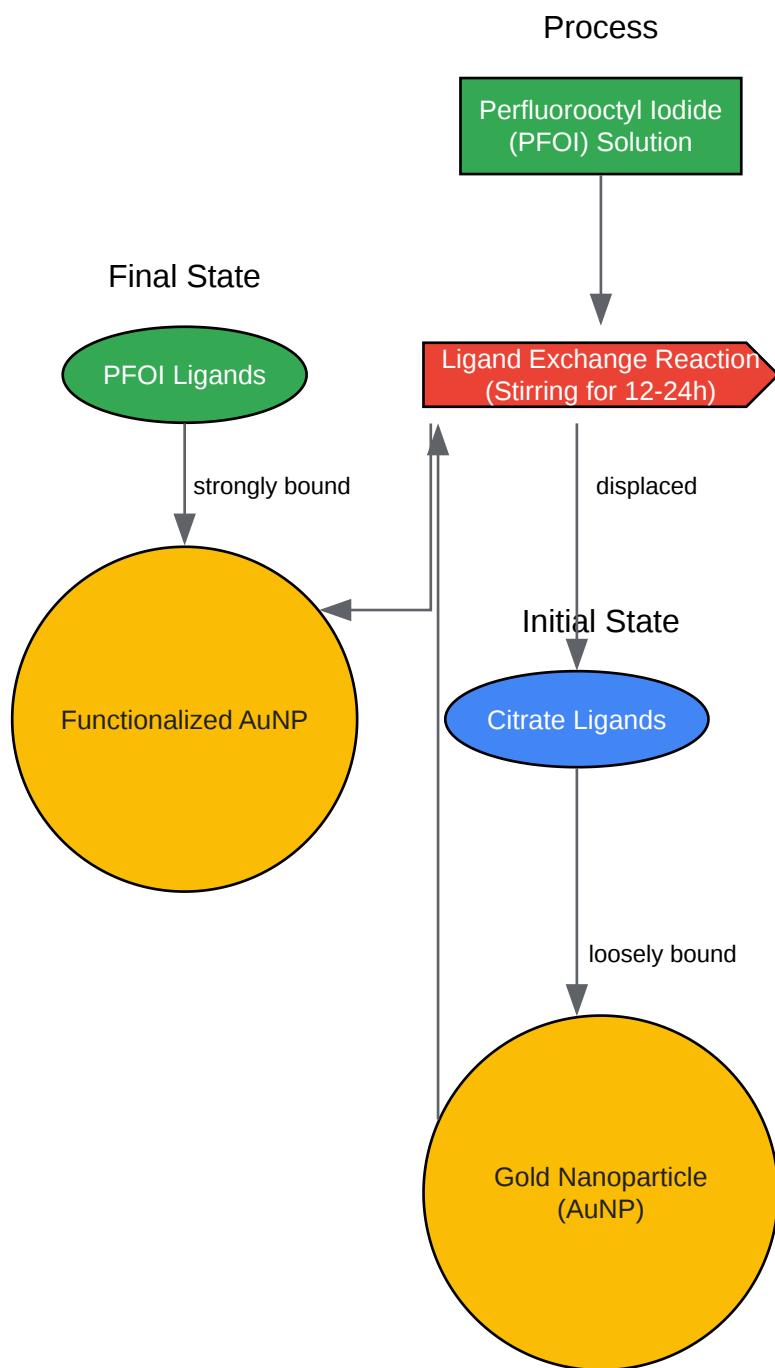 Process
Perfluorooctyl Iodide
(PFOI) Solution
Final State
PFOI Ligands
Ligand Exchange Reaction
(Stirring for 12-24h)
strongly bound
displaced
Initial State
Functionalized AuNP
Citrate Ligands
loosely bound
Gold Nanoparticle
(AuNP)